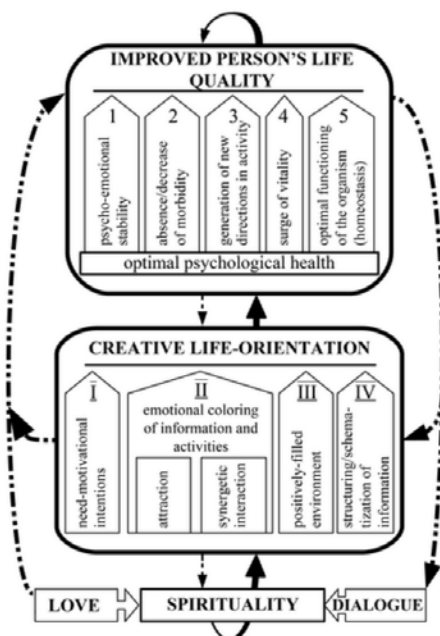 IMPROVED PERSON'S LIFE
QUALITY
1
psycho-emotional
stability
2
absence/decrease
of morbidity
3
generation of new
directions in activity
4
surge of vitality
5
optimal functioning
of the organism
(homeostasis)
optimal psychological health
CREATIVE LIFE-ORIENTATION
I
need-motivational
intentions
II
emotional coloring
of information and
activities
attraction
synergetic
interaction
III
positively-filled
environment
IV
structuring/schema-
tization of
information
LOVE
SPIRITUALITY
DIALOGUE